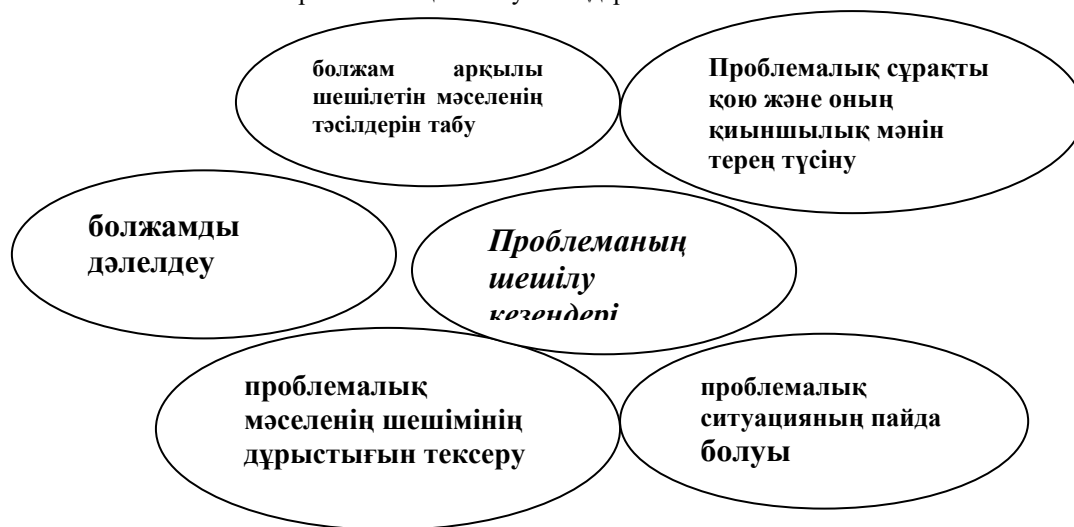 болжам арқылы
шешілетін мәселенің
тәсілдерін табу
Проблемалық сұрақты
қою және оның
қиыншылық мәнін
терең түсіну
болжамды
дәлелдеу
Проблеманың
шешілу
кезеңдері
проблемалық
мәселенің шешімінің
дұрыстығын тексеру
проблемалық
ситуацияның пайда
болуы